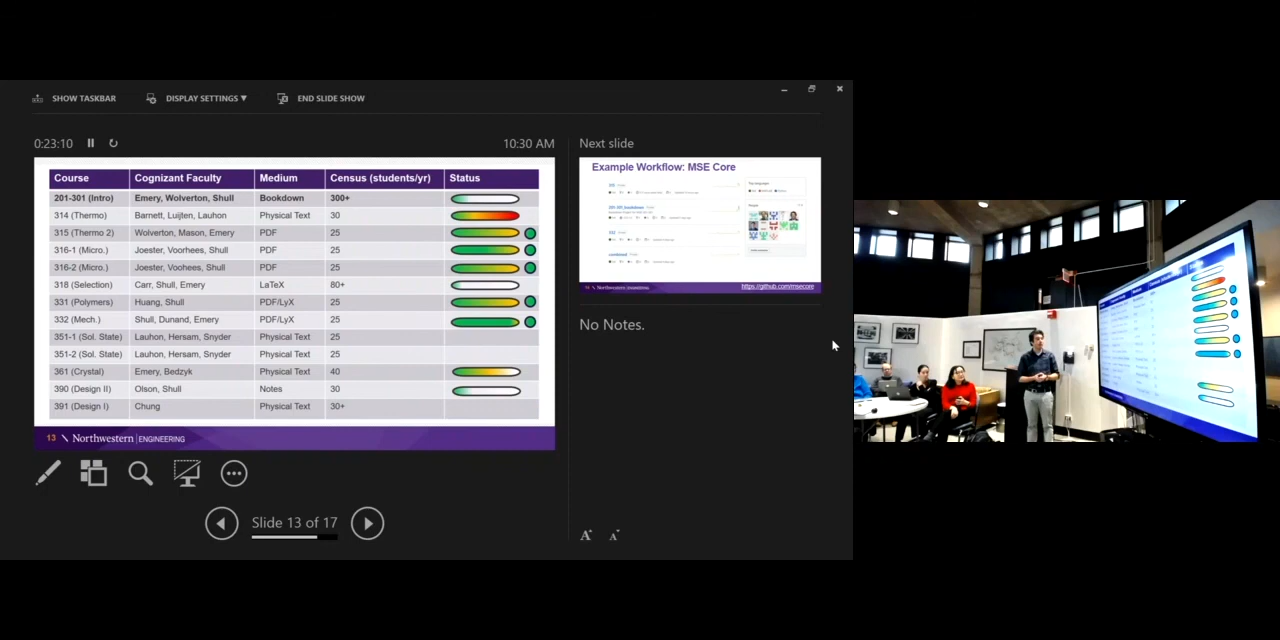 SHOW TASKBAR
DISPLAY SETTINGS ▼
END SLIDE SHOW
0:23:10
10:30 AM
Next slide
Course Cognizant Faculty Medium Census (students/yr) Status
201-301 (Intro) Emery, Wolverton, Shull Bookdown 300+
314 (Thermo) Barnett, Luijten, Lauhon Physical Text 30
315 (Thermo 2) Wolverton, Mason, Emery PDF 25
316-1 (Micro.) Joester, Voorhees, Shull PDF 25
316-2 (Micro.) Joester, Voohees, Shull PDF 25
318 (Selection) Carr, Shull, Emery LaTeX 80+
331 (Polymers) Huang, Shull PDF/LyX 25
332 (Mech.) Shull, Dunand, Emery PDF/LyX 25
351-1 (Sol. State) Lauhon, Hersam, Snyder Physical Text 25
351-2 (Sol. State) Lauhon, Hersam, Snyder Physical Text 25
361 (Crystal) Emery, Bedzyk Physical Text 40
390 (Design II) Olson, Shull Notes 30
391 (Design I) Chung Physical Text 30+
13 \ Northwestern | ENGINEERING
Example Workflow: MSE Core
201-301_bookdown
332
combined
https://github.com/msecore
No Notes.
Slide 13 of 17
A A